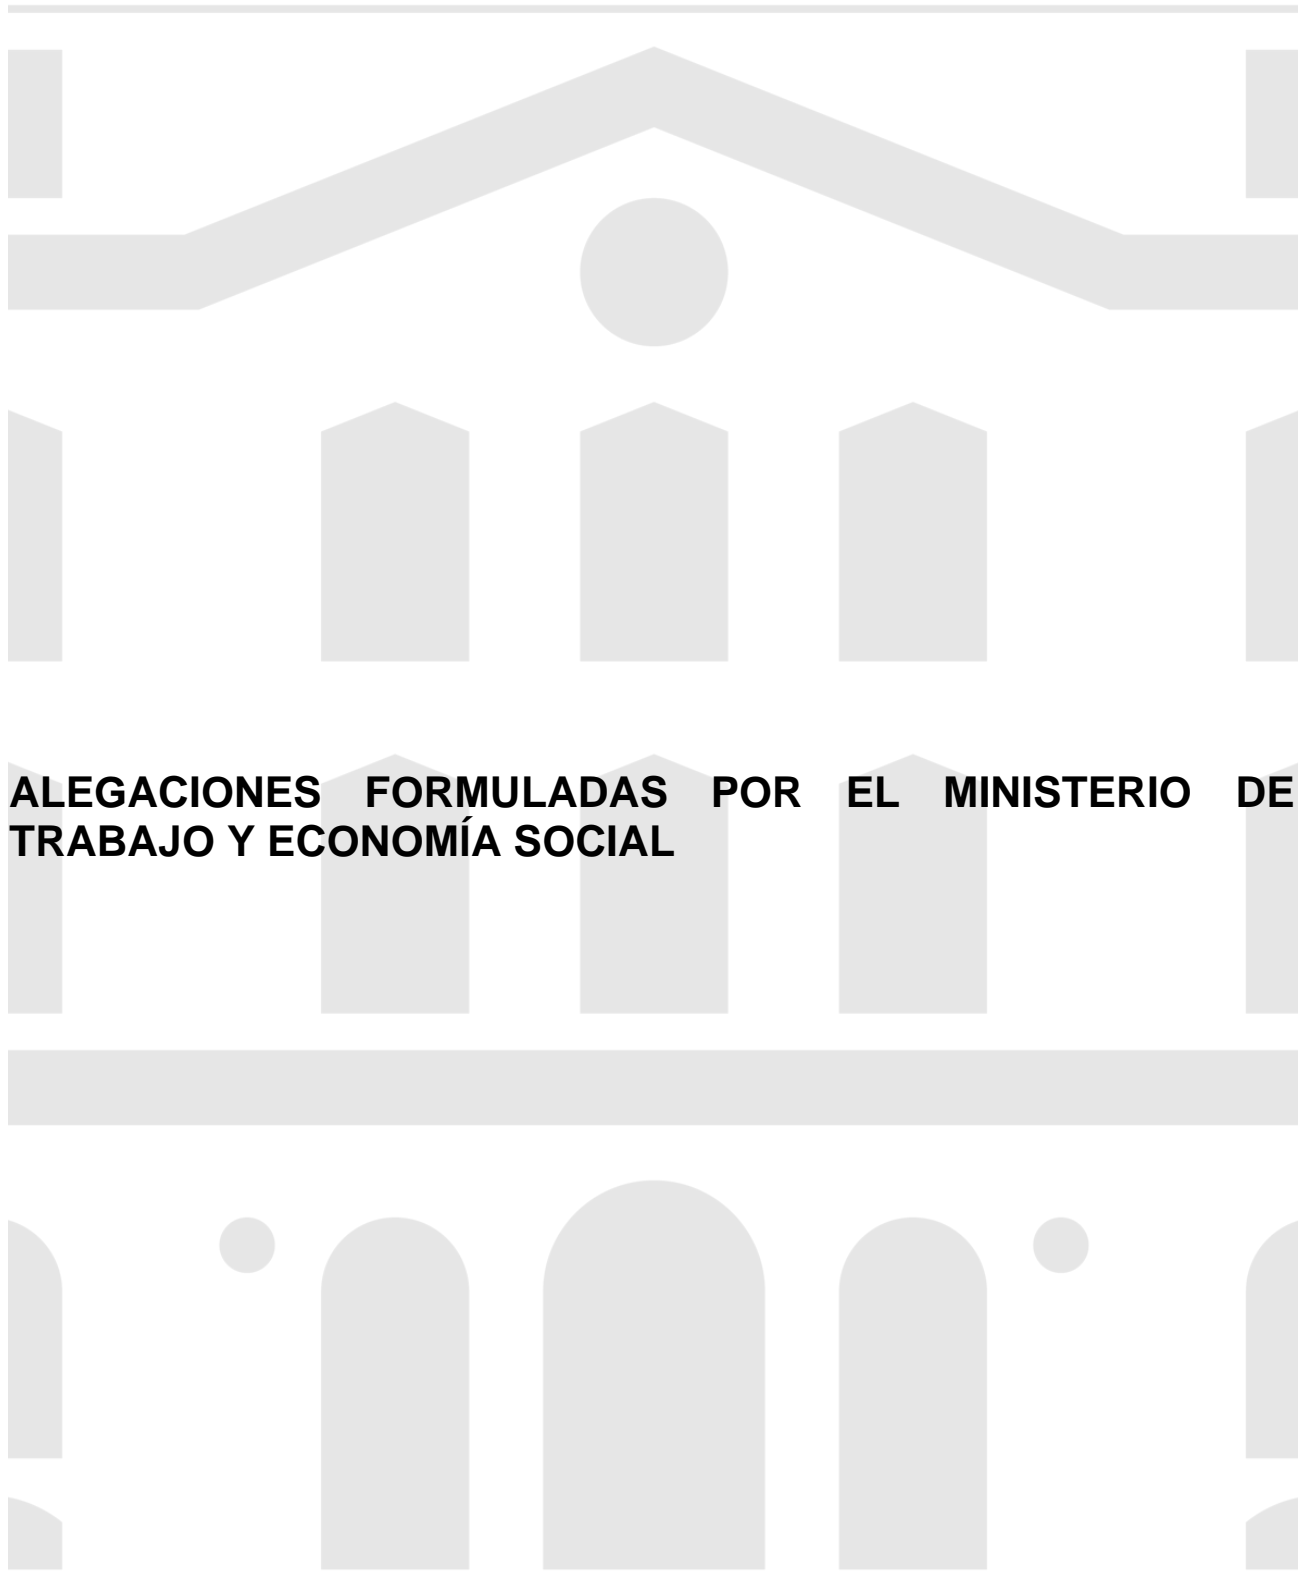 ALEGACIONES FORMULADAS POR EL MINISTERIO DE
TRABAJO Y ECONOMÍA SOCIAL